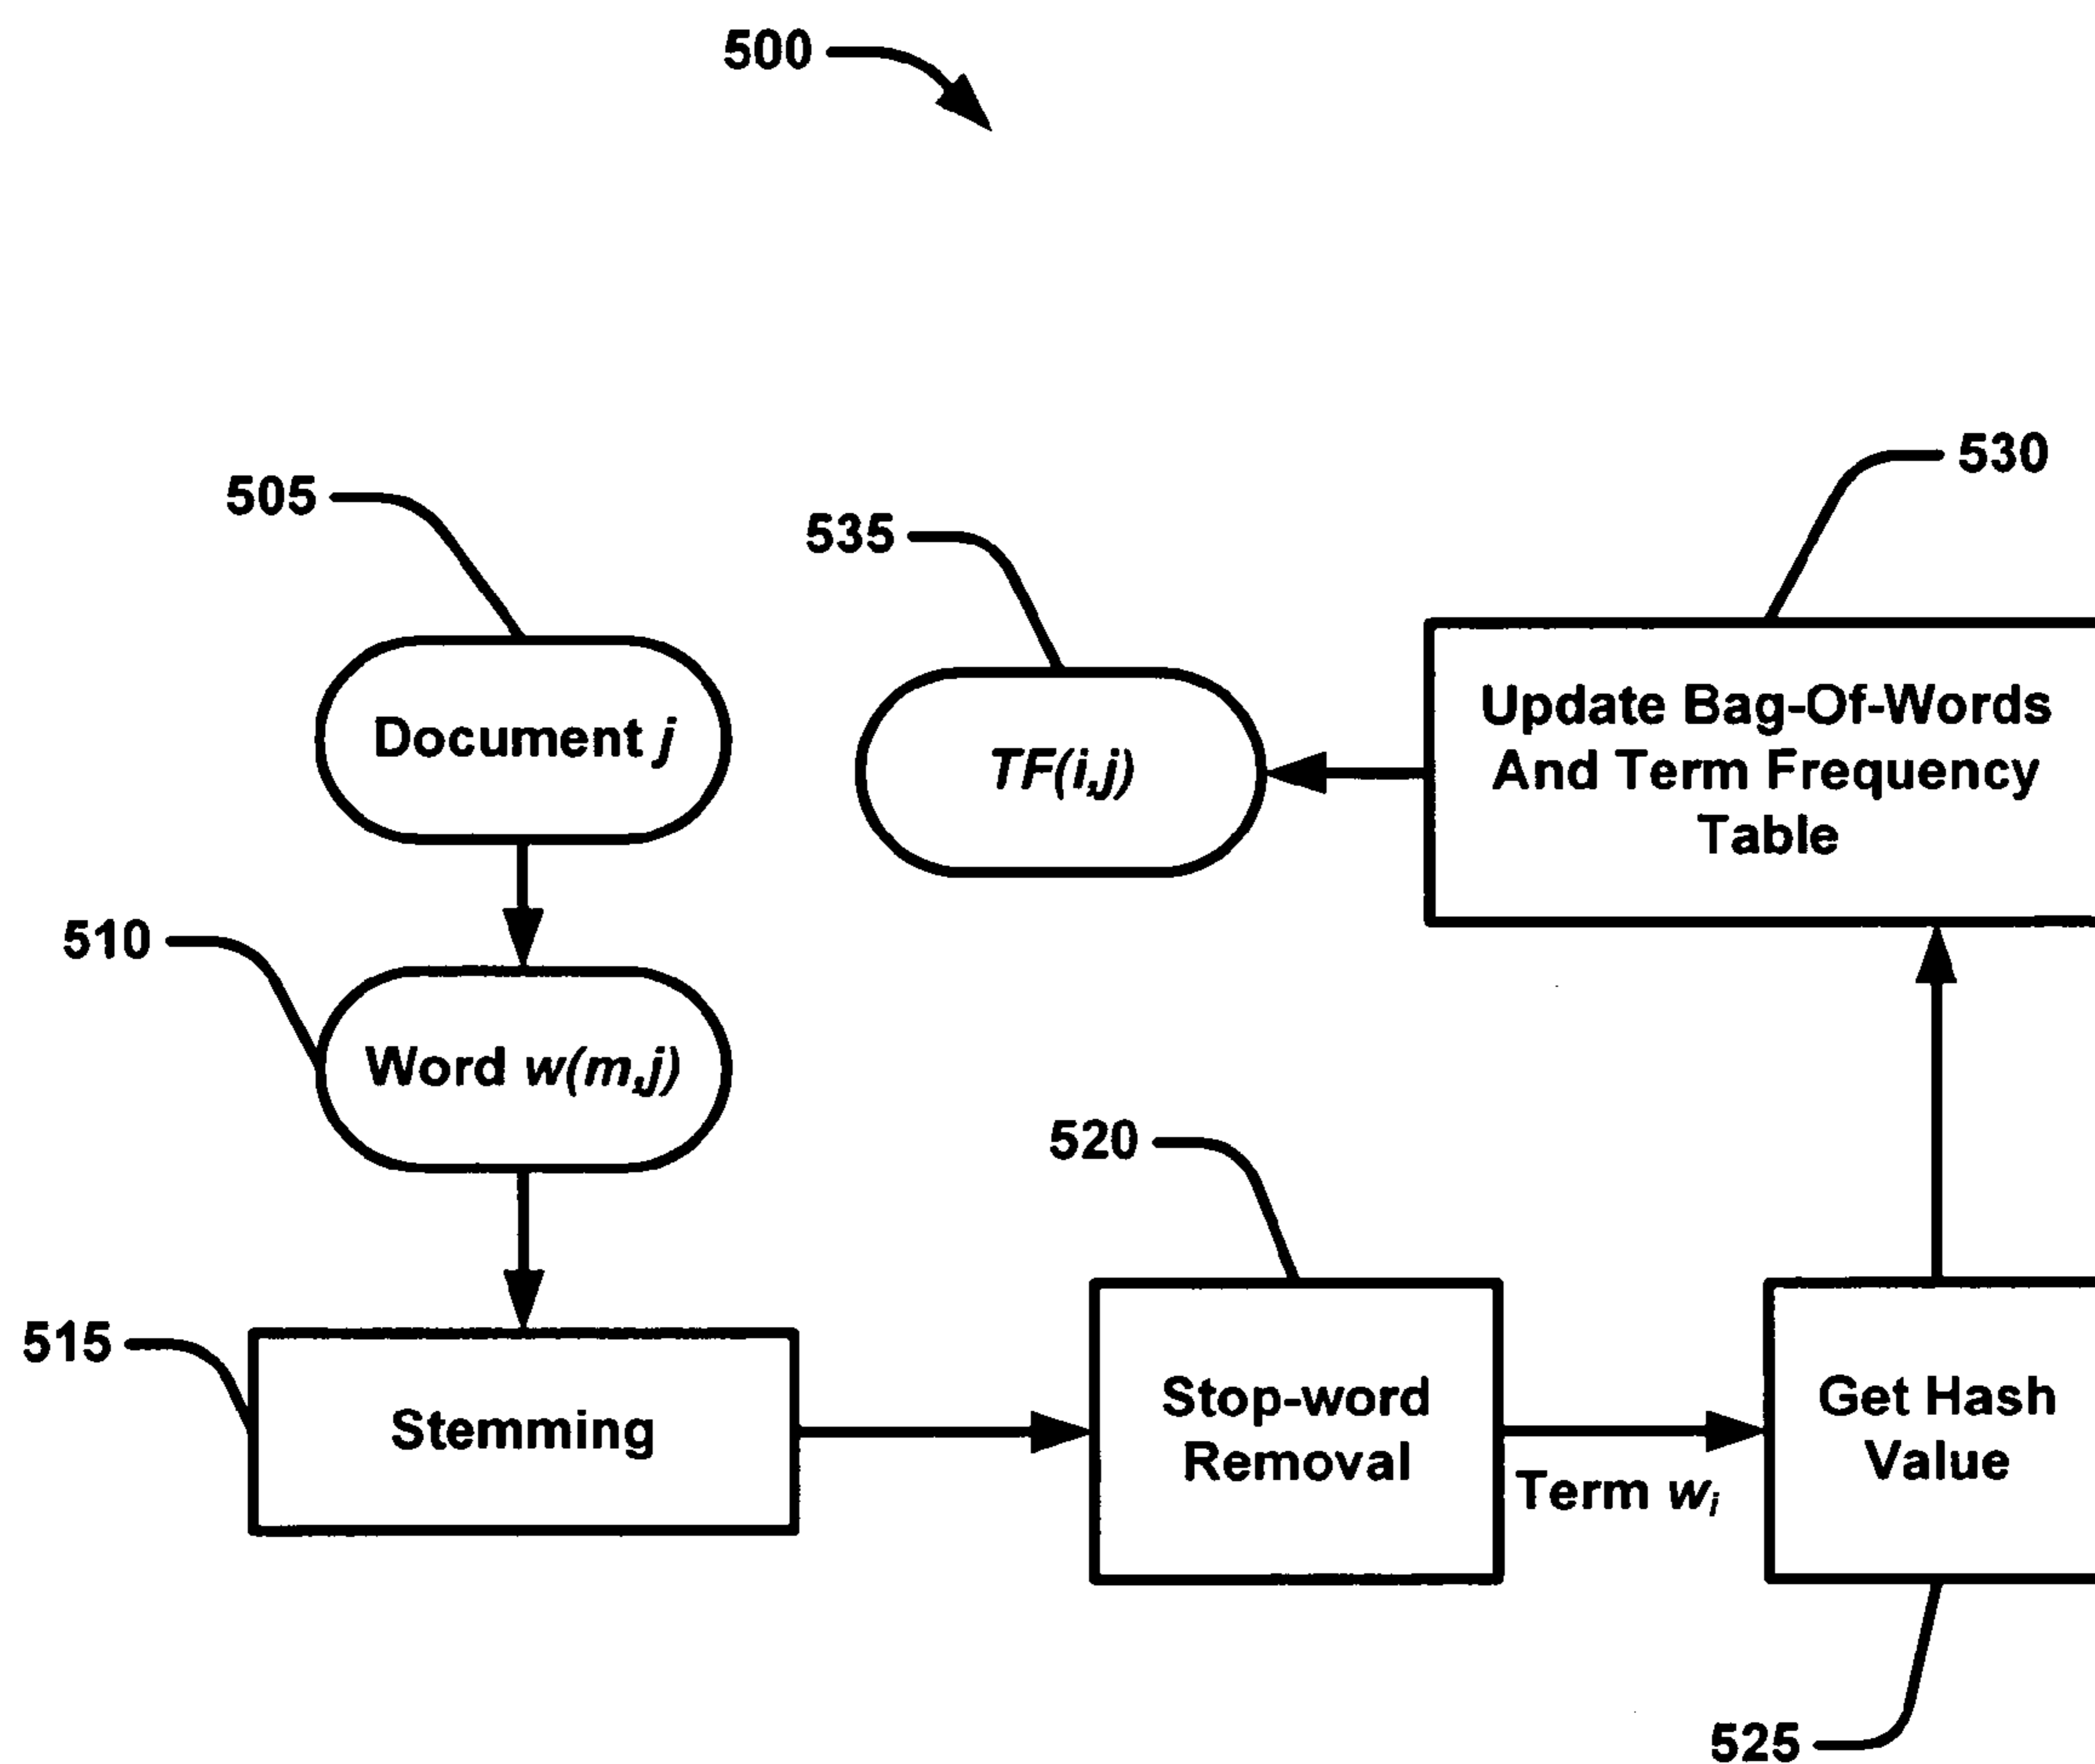 500
505
535
530
Document j
TF(i,j)
Update Bag-Of-Words
And Term Frequency
Table
510
Word w(m,j)
520
515
Stemming
Stop-word
Removal
Term wi
Get Hash
Value
525